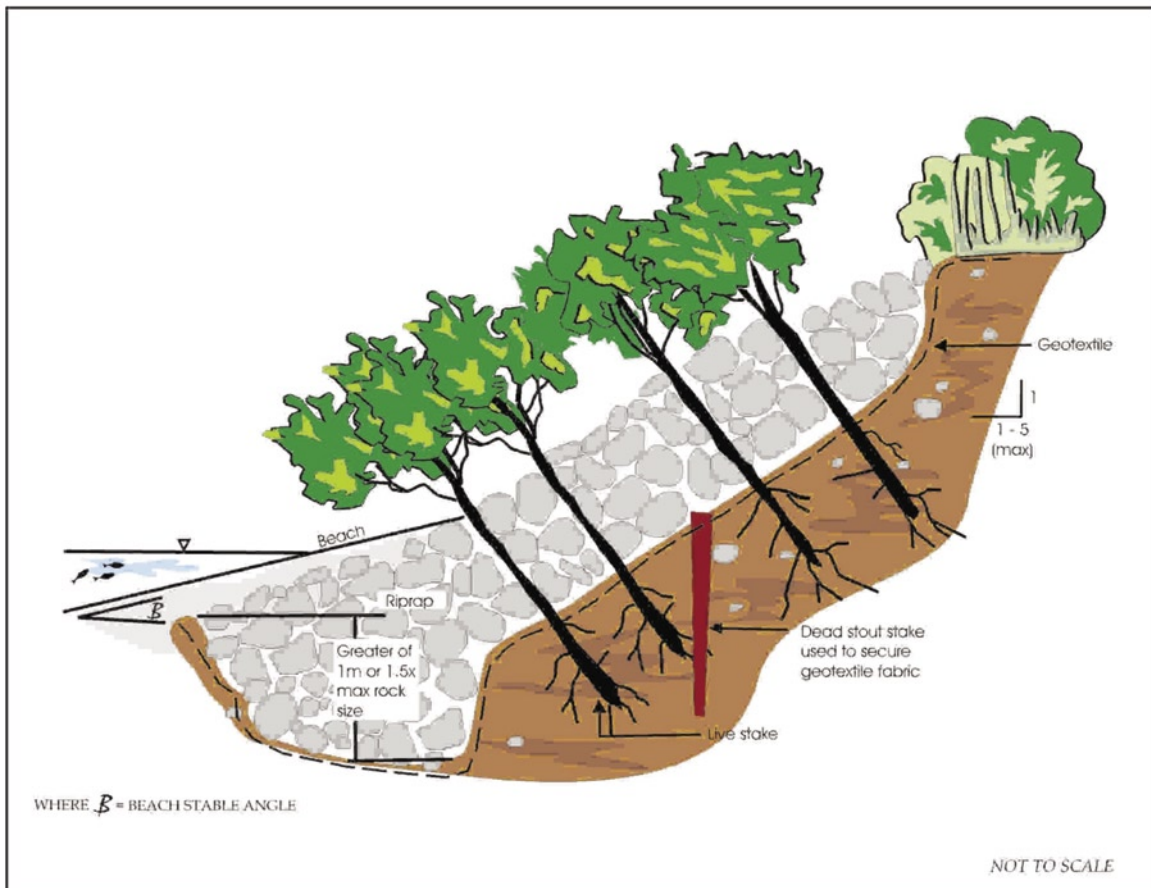 Geotextile
1
1 - 5
(max)
Beach
B
Riprap
Greater of
1m or 1.5x
max rock
size
Dead stout stake
used to secure
geotextile fabric
Live stake
WHERE B = BEACH STABLE ANGLE
NOT TO SCALE